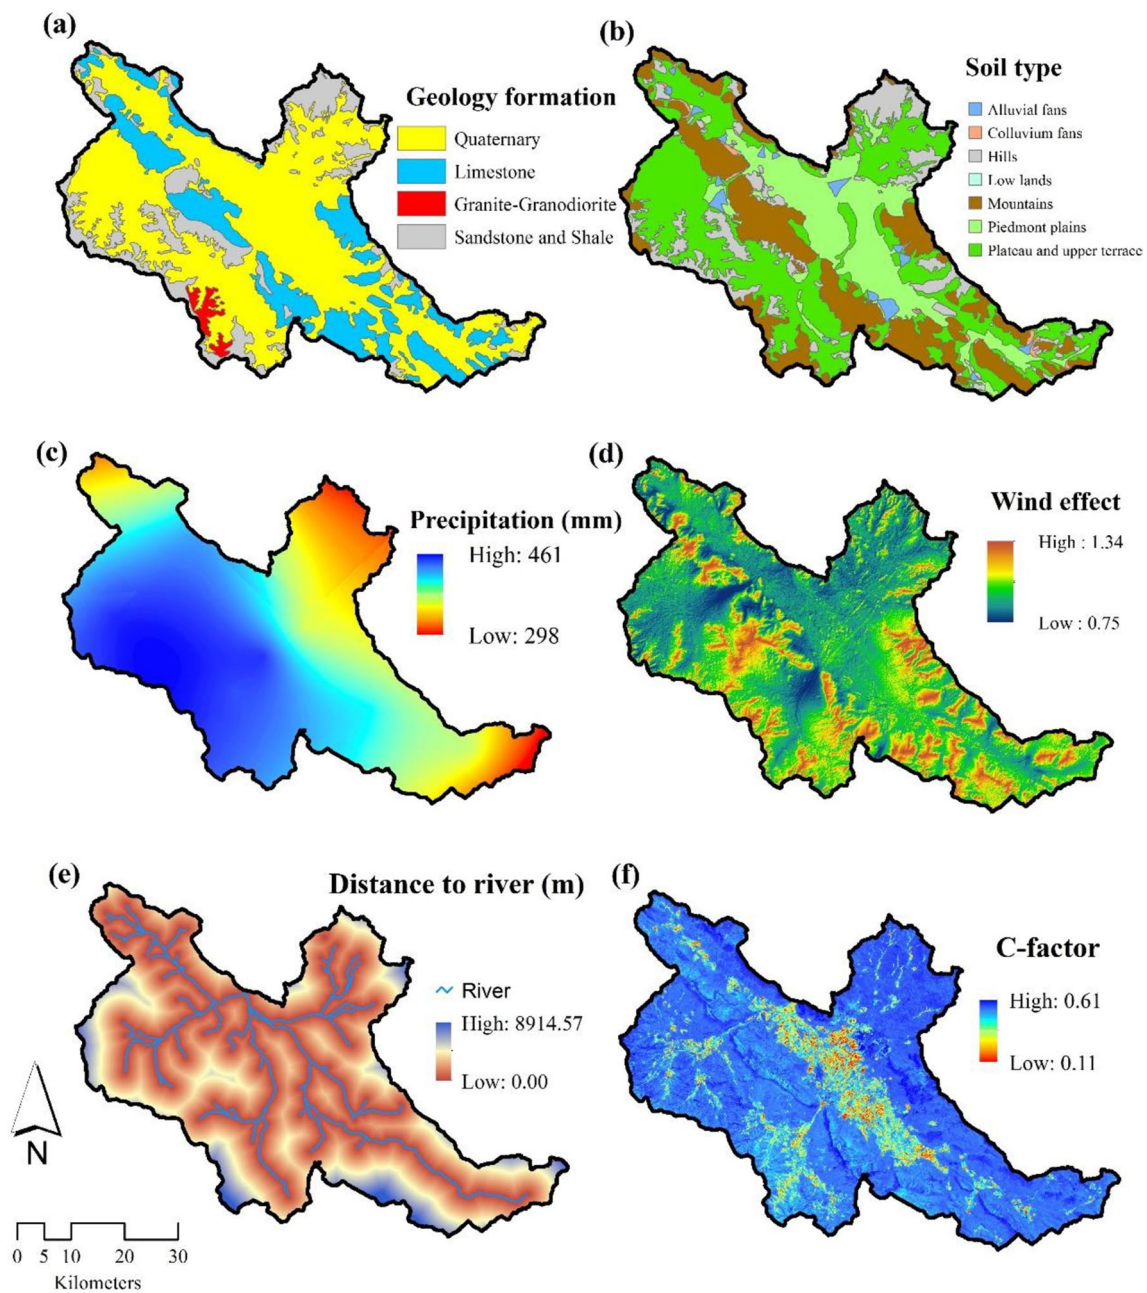 (a)
Geology formation
Quaternary
Limestone
Granite-Granodiorite
Sandstone and Shale
(b)
Soil type
Alluvial fans
Colluvium fans
Hills
Low lands
Mountains
Piedmont plains
Plateau and upper terrace
(c)
Precipitation (mm)
High: 461
Low: 298
(d)
Wind effect
High : 1.34
Low : 0.75
(e)
Distance to river (m)
River
High: 8914.57
Low: 0.00
N
0 5 10 20 30
Kilometers
(f)
C-factor
High: 0.61
Low: 0.11